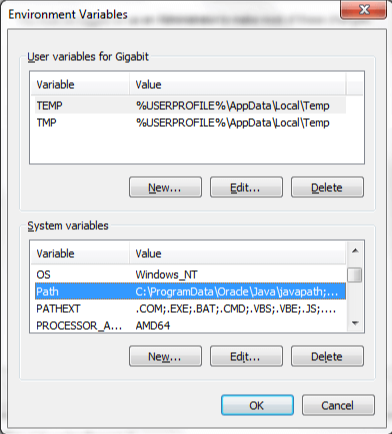 Environment Variables
User variables for Gigabit
Variable Value
TEMP %USERPROFILE%\AppData\Local\Temp
TMP %USERPROFILE%\AppData\Local\Temp
New... Edit... Delete
System variables
Variable Value
OS Windows_NT
Path C:\ProgramData\Oracle\Java\javapath;...
PATHEXT .COM;.EXE;.BAT;.CMD;.VBS;.VBE;.JS;....
PROCESSOR_A... AMD64
New... Edit... Delete
OK Cancel